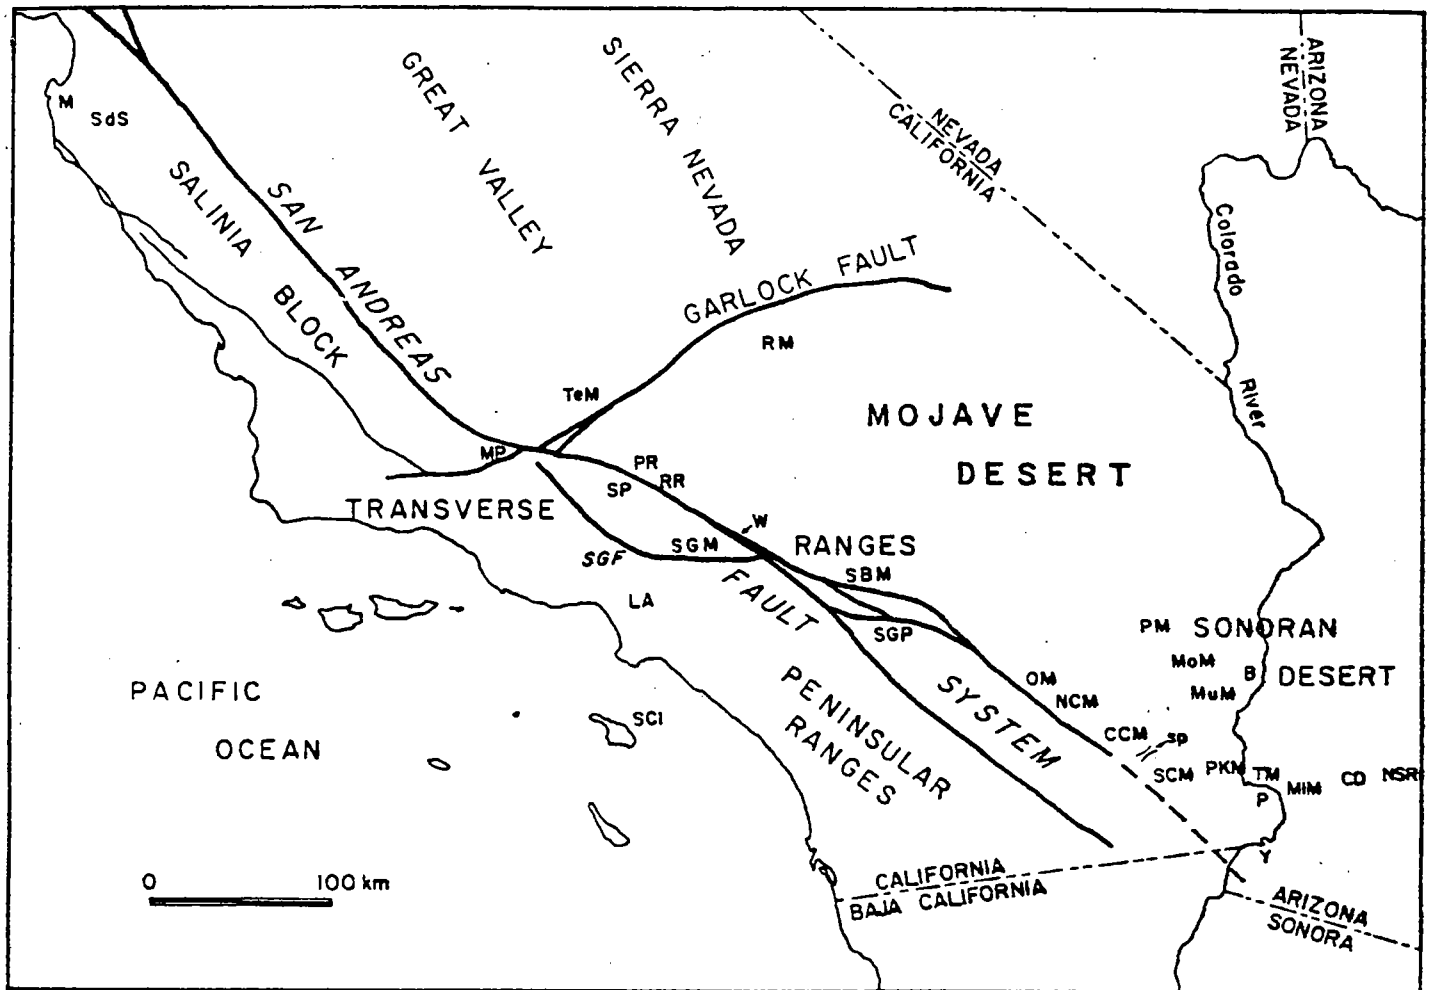 GREAT VALLEY
SIERRA NEVADA
ARIZONA
NEVADA
NEVADA
CALIFORNIA
M
SdS
SALINIA BLOCK
SAN ANDREAS
Colorado
River
GARLOCK FAULT
RM
TeM
MOJAVE
DESERT
MP
PR
SP
RR
TRANSVERSE
W
RANGES
SGF
SGM
SBM
FAULT
LA
SGP
PM
SONORAN
DESERT
MoM
B
MuM
OM
NCM
SYSTEM
PENINSULAR
RANGES
PACIFIC
OCEAN
SCI
CCM
sp
SCM
PKM
TM
P
MIM
CD
NSR
Y
0
100 km
CALIFORNIA
BAJA CALIFORNIA
ARIZONA
SONORA